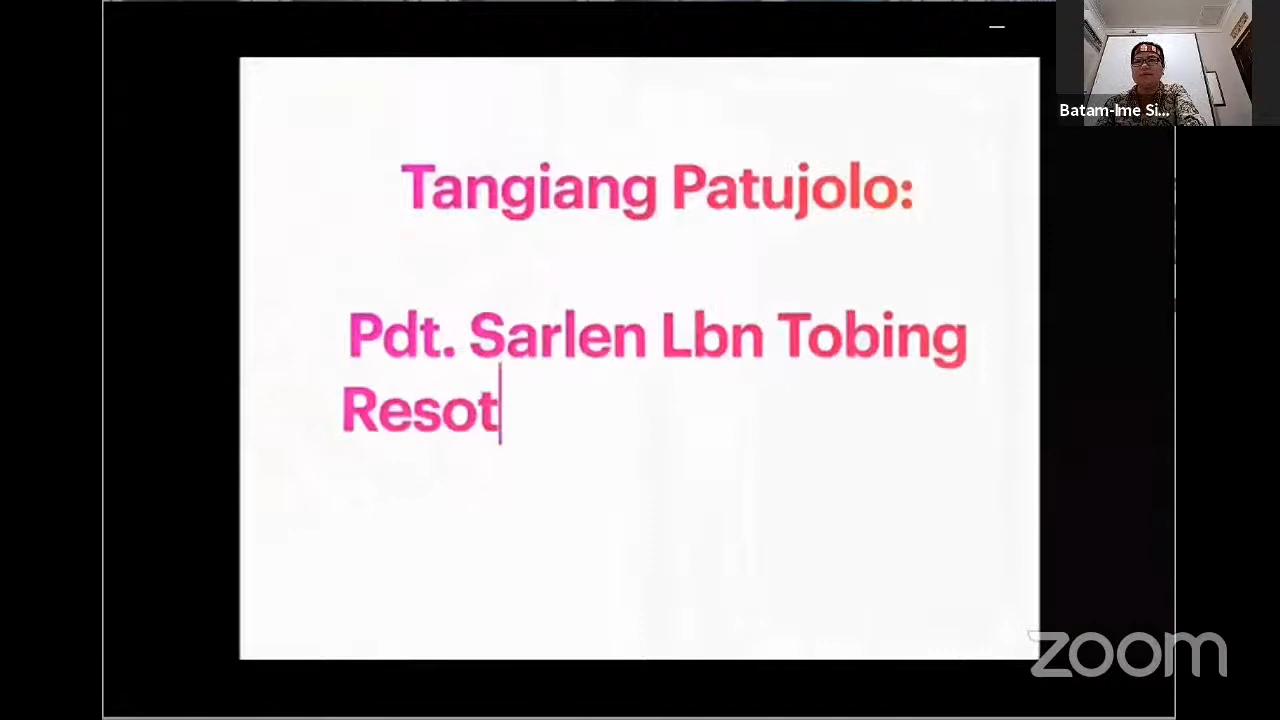 Batam-Ime Si...
Tangiang Patujolo:
Pdt. Sarlen Lbn Tobing
Resot
zoom